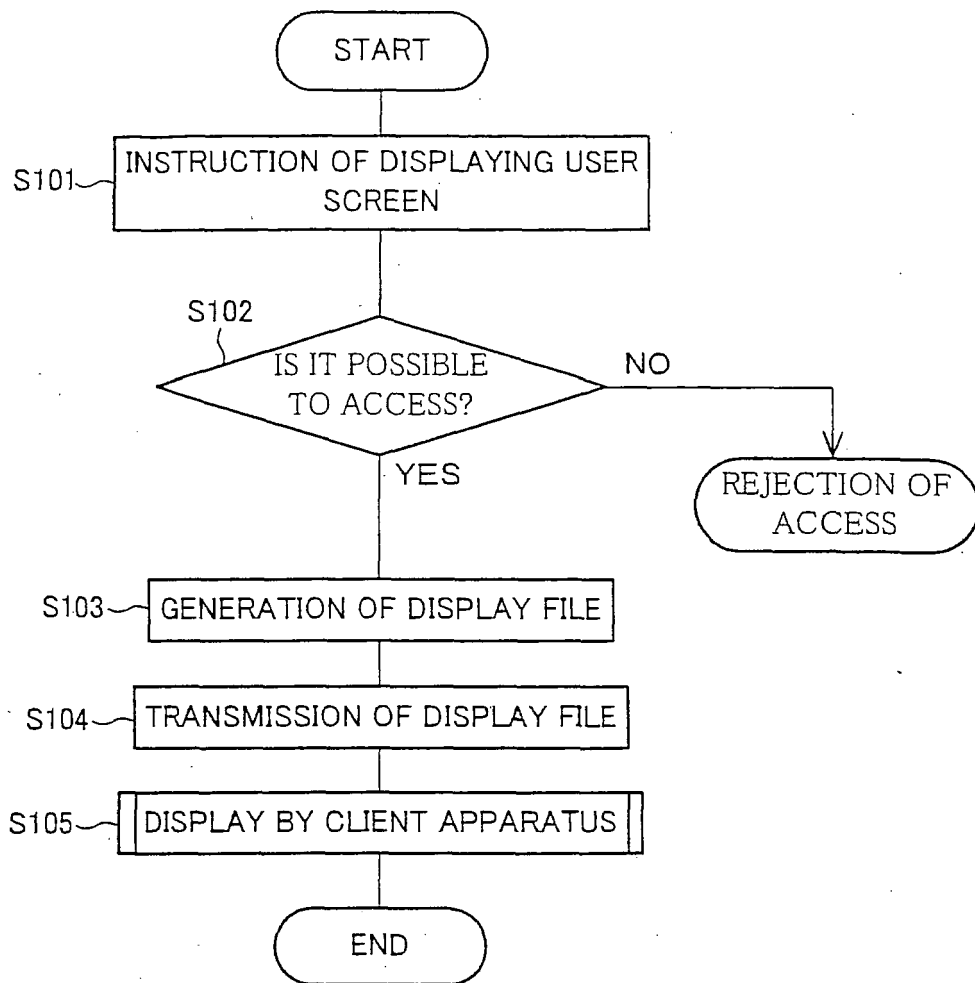 START
S101
INSTRUCTION OF DISPLAYING USER
SCREEN
S102
IS IT POSSIBLE
TO ACCESS?
NO
YES
REJECTION OF
ACCESS
S103
GENERATION OF DISPLAY FILE
S104
TRANSMISSION OF DISPLAY FILE
S105
DISPLAY BY CLIENT APPARATUS
END